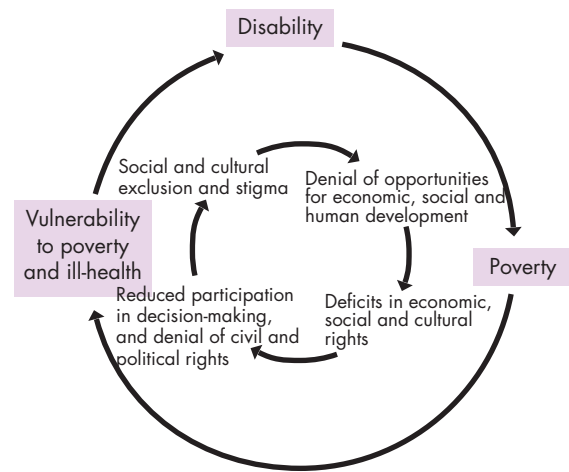 Disability
Social and cultural
exclusion and stigma
Denial of opportunities
for economic, social and
human development
Vulnerability
to poverty
and ill-health
Poverty
Reduced participation
in decision-making,
and denial of civil and
political rights
Deficits in economic,
social and cultural
rights